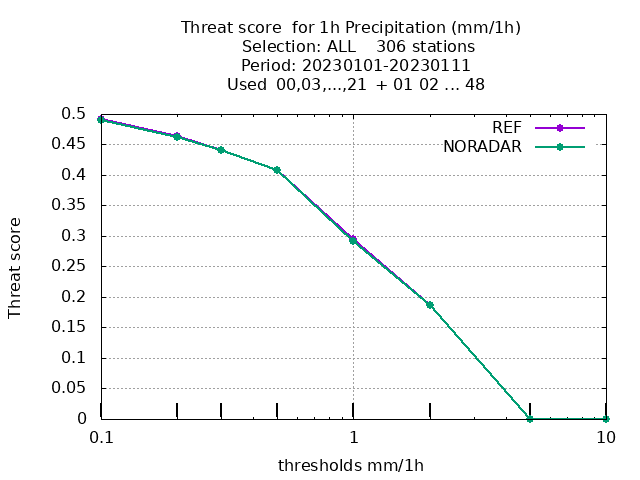 Threat score  for 1h Precipitation (mm/1h)
Selection: ALL    306 stations
Period: 20230101-20230111
Used  00,03,...,21  + 01 02 ... 48
REF
NORADAR
0.5
0.45
0.4
0.35
0.3
0.25
0.2
0.15
0.1
0.05
0
Threat score
0.1 1 10
thresholds mm/1h